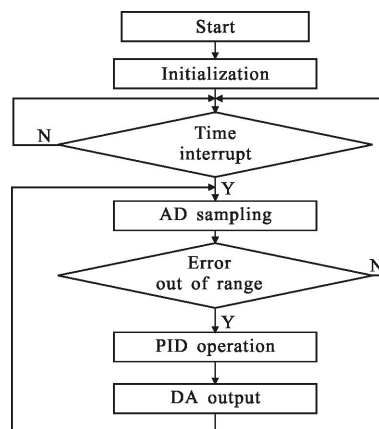 Start
Initialization
N
Time
interrupt
Y
AD sampling
Error
out of range
N
Y
PID operation
DA output